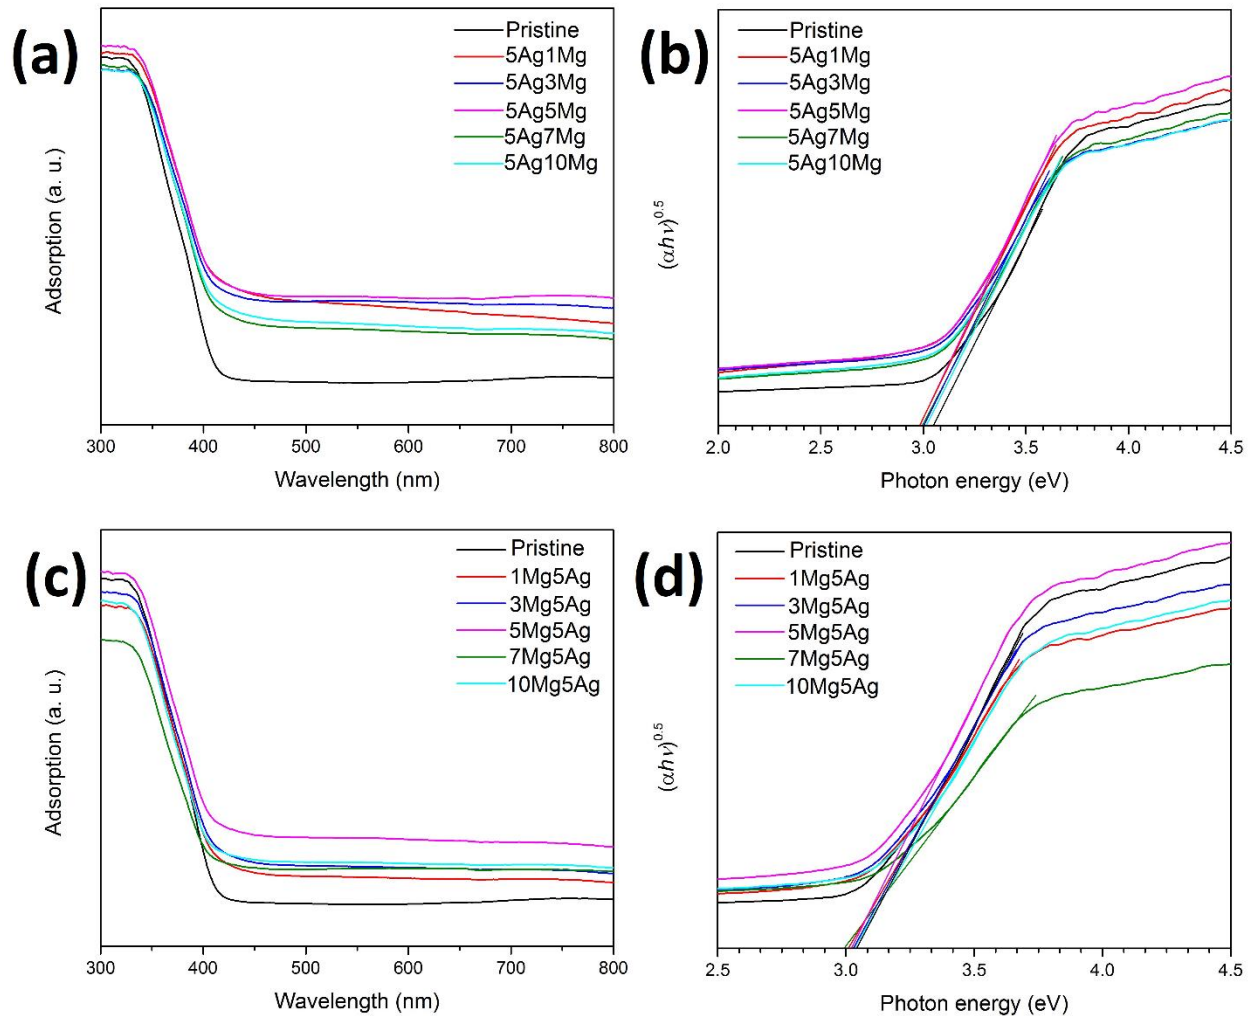 (a)
Pristine
5Ag1Mg
5Ag3Mg
5Ag5Mg
5Ag7Mg
5Ag10Mg
Adsorption (a. u.)
300 400 500 600 700 800
Wavelength (nm)
(b)
Pristine
5Ag1Mg
5Ag3Mg
5Ag5Mg
5Ag7Mg
5Ag10Mg
(αhν)^0.5
2.0 2.5 3.0 3.5 4.0 4.5
Photon energy (eV)
(c)
Pristine
1Mg5Ag
3Mg5Ag
5Mg5Ag
7Mg5Ag
10Mg5Ag
Adsorption (a. u.)
300 400 500 600 700 800
Wavelength (nm)
(d)
Pristine
1Mg5Ag
3Mg5Ag
5Mg5Ag
7Mg5Ag
10Mg5Ag
(αhν)^0.5
2.5 3.0 3.5 4.0 4.5
Photon energy (eV)